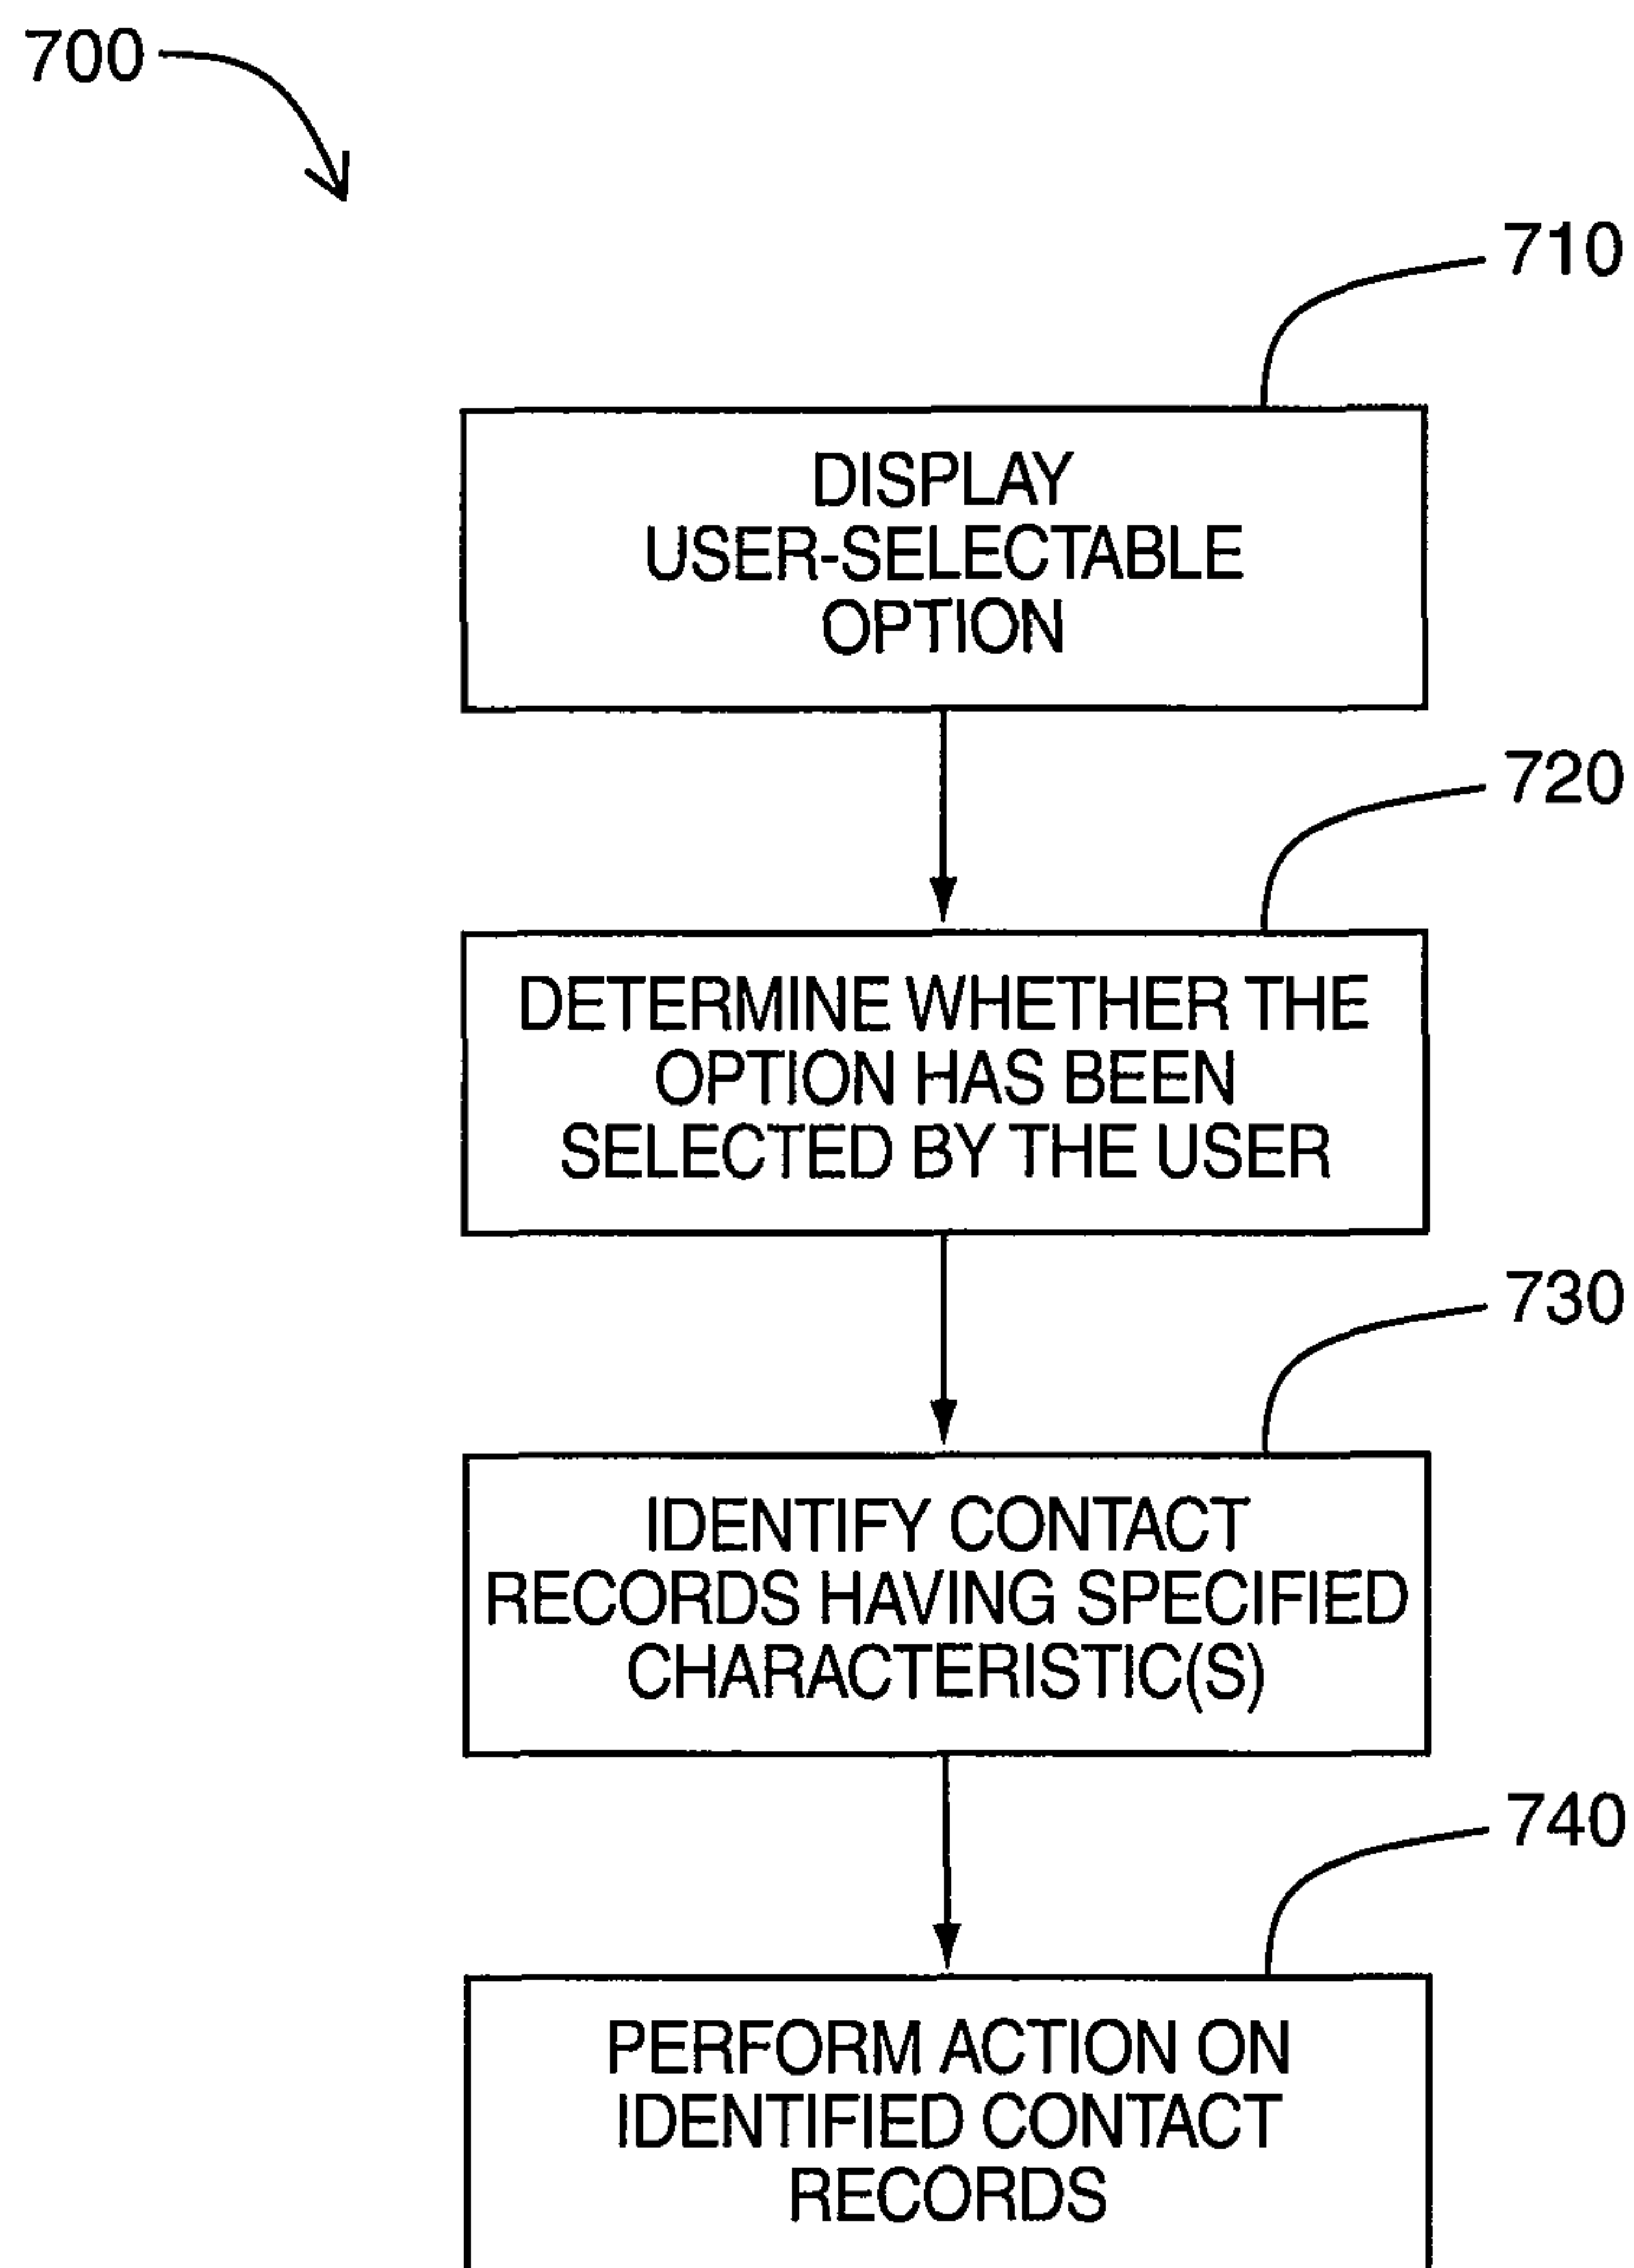 700
710
DISPLAY
USER-SELECTABLE
OPTION
720
DETERMINE WHETHER THE
OPTION HAS BEEN
SELECTED BY THE USER
730
IDENTIFY CONTACT
RECORDS HAVING SPECIFIED
CHARACTERISTIC(S)
740
PERFORM ACTION ON
IDENTIFIED CONTACT
RECORDS